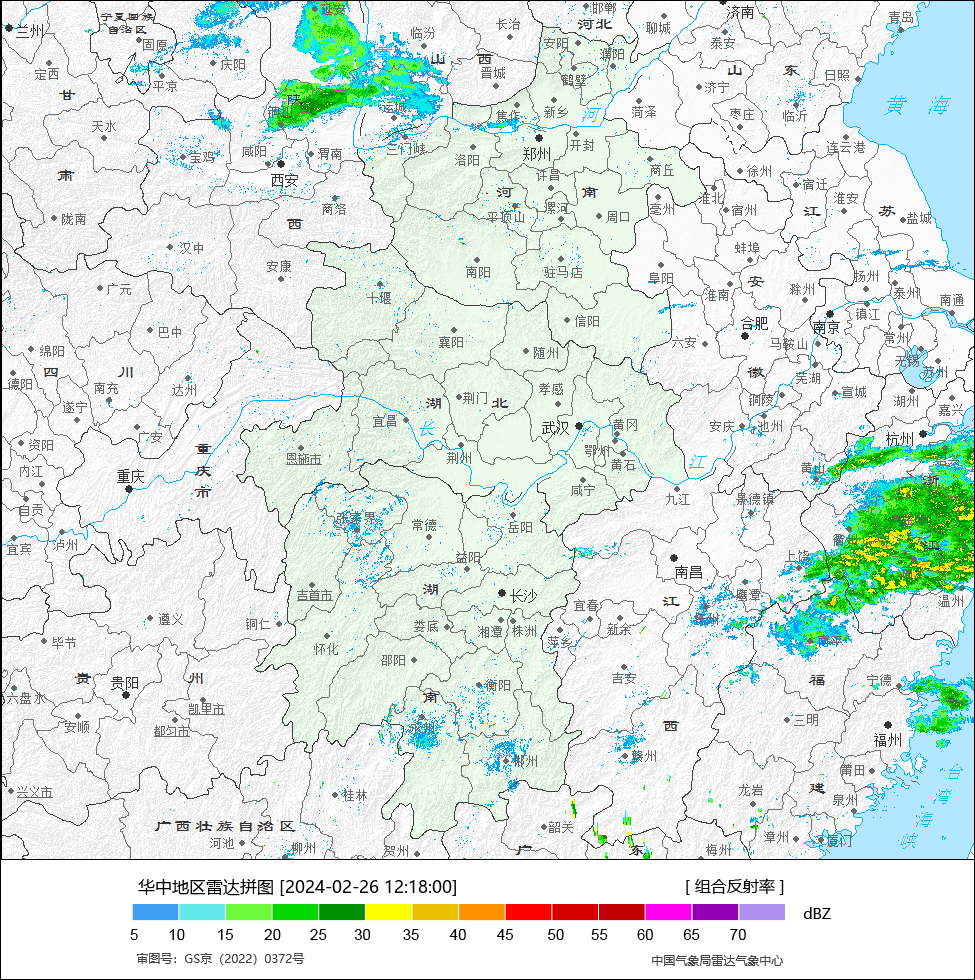 宁夏回族
自治区
延安
临汾
长治
邯郸
河北
聊城
济南
青岛
兰州
固原
庆阳
山
西
安阳
濮阳
泰安
定西
平凉
晋城
鹤壁
山
东
日照
甘
陕
铜川
运城
焦作
新乡
河
菏泽
济宁
黄
海
天水
枣庄
临沂
宝鸡
咸阳
渭南
三门峡
洛阳
郑州
开封
连云港
肃
西安
许昌
商丘
徐州
宿迁
淮安
商洛
河
南
漯河
亳州
淮北
宿州
江
苏
盐城
陇南
西
平顶山
周口
汉中
蚌埠
安康
南阳
驻马店
阜阳
安
扬州
广元
十堰
淮南
滁州
泰州
南通
巴中
信阳
合肥
南京
镇江
绵阳
襄阳
随州
六安
马鞍山
常州
无锡
德阳
四
川
南充
达州
徽
芜湖
苏州
孝感
宣城
遂宁
湖
荆门
北
铜陵
湖州
嘉兴
广安
宜昌
长
武汉
黄冈
安庆
池州
杭州
资阳
重
庆
市
恩施市
荆州
鄂州
黄石
江
黄山
内江
重庆
咸宁
九江
景德镇
浙
自贡
张家界
常德
岳阳
衢州
江
宜宾
泸州
益阳
南昌
上饶
吉首市
湖
长沙
宜春
江
鹰潭
温州
遵义
铜仁
娄底
湘潭
株洲
新余
毕节
怀化
萍乡
邵阳
吉安
福
宁德
贵
贵阳
州
南
衡阳
六盘水
凯里市
安顺
都匀市
西
三明
福州
郴州
赣州
兴义市
莆田
台
桂林
龙岩
建
泉州
湾
广西壮族自治区
韶关
漳州
厦门
海
峡
河池
柳州
贺州
广
东
梅州
华中地区雷达拼图 [2024-02-26 12:18:00]
[ 组合反射率 ]
dBZ
5 10 15 20 25 30 35 40 45 50 55 60 65 70
审图号：GS京（2022）0372号
中国气象局雷达气象中心